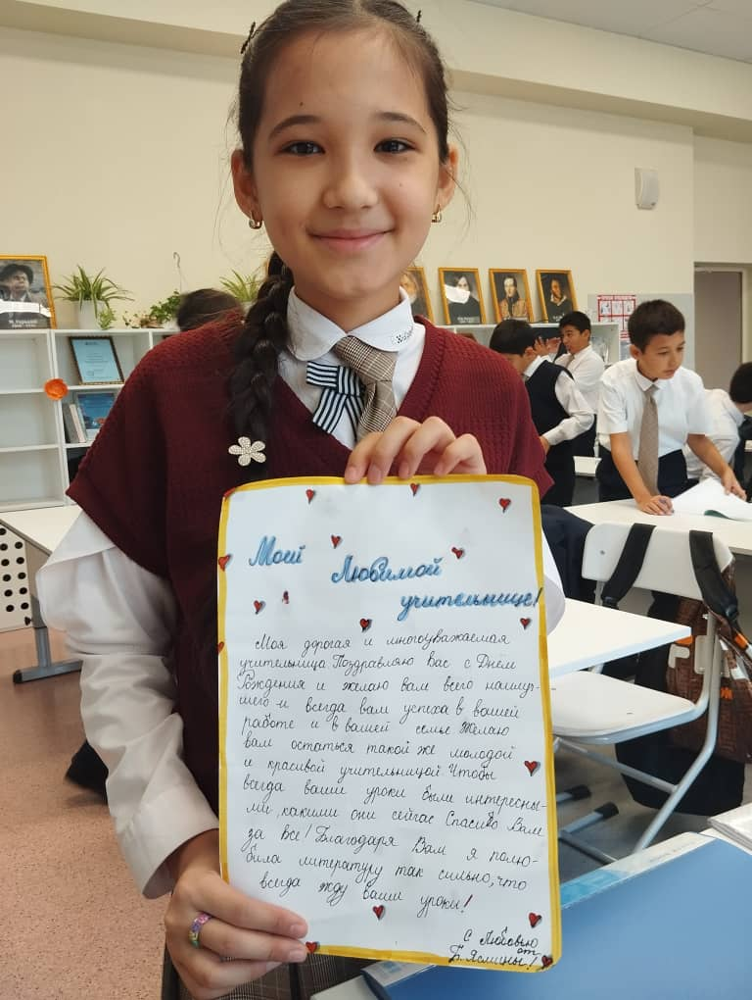 М. Горький
Моей Любимой
учительнице!
Моя дорогая и многоуважаемая
учительница Поздравляю Вас с Днём
Рождения и желаю вам всего наилуч-
шего и всегда вам успеха в вашей
работе и в вашей семье Желаю
вам остаться такой же молодой
и красивой учительницой. Чтобы
всегда ваши уроки были интересны-
ми, какими они сейчас Спасибо Вам
за все! Благодаря Вам я полю-
била литературу так сильно, что
всегда жду ваши уроки!
С Любовью
от
Б. Ясмины!